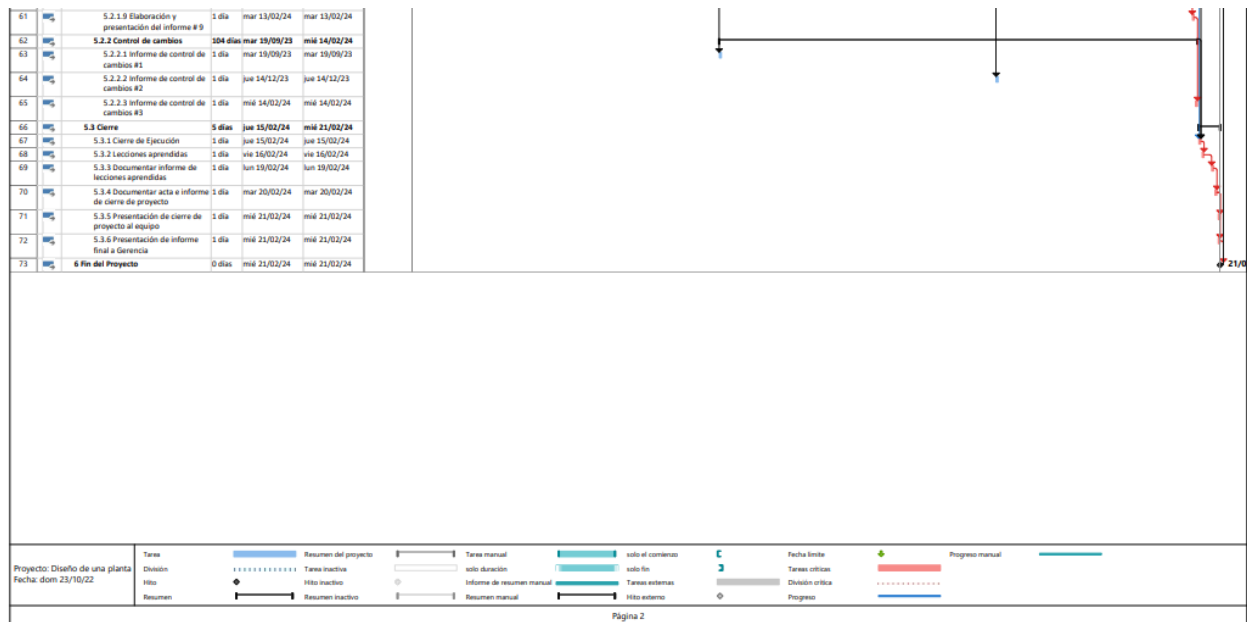 61 5.2.1.9 Elaboración y 1 día mar 13/02/24 mar 13/02/24
presentación del informe # 9
62 5.2.2 Control de cambios 104 días mar 19/09/23 mié 14/02/24
63 5.2.2.1 Informe de control de 1 día mar 19/09/23 mar 19/09/23
cambios #1
64 5.2.2.2 Informe de control de 1 día jue 14/12/23 jue 14/12/23
cambios #2
65 5.2.2.3 Informe de control de 1 día mié 14/02/24 mié 14/02/24
cambios #3
66 5.3 Cierre 5 días jue 15/02/24 mié 21/02/24
67 5.3.1 Cierre de Ejecución 1 día jue 15/02/24 jue 15/02/24
68 5.3.2 Lecciones aprendidas 1 día vie 16/02/24 vie 16/02/24
69 5.3.3 Documentar informe de 1 día lun 19/02/24 lun 19/02/24
lecciones aprendidas
70 5.3.4 Documentar acta e informe 1 día mar 20/02/24 mar 20/02/24
de cierre de proyecto
71 5.3.5 Presentación de cierre de 1 día mié 21/02/24 mié 21/02/24
proyecto al equipo
72 5.3.6 Presentación de informe 1 día mié 21/02/24 mié 21/02/24
final a Gerencia
73 6 Fin del Proyecto 0 días mié 21/02/24 mié 21/02/24 21/0
Proyecto: Diseño de una planta
Fecha: dom 23/10/22
Tarea Resumen del proyecto Tarea manual solo el comienzo Fecha límite Progreso manual
División Tarea inactiva solo duración solo fin Tareas críticas
Hito Hito inactivo Informe de resumen manual Tareas externas División crítica
Resumen Resumen inactivo Resumen manual Hito externo Progreso
Página 2